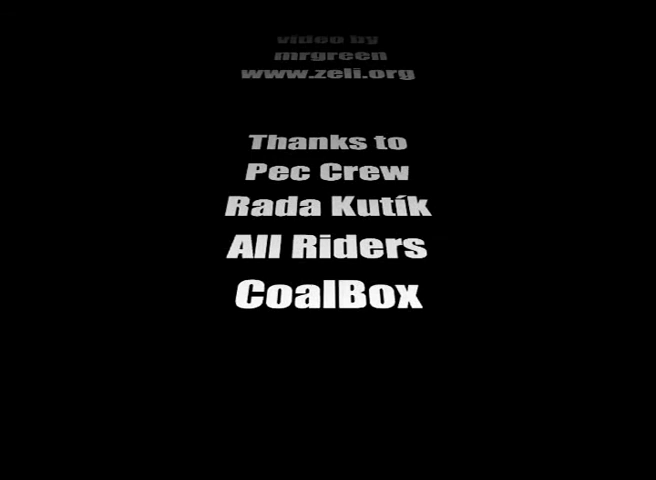 video by
mrgreen
www.zeli.org
Thanks to
Pec Crew
Rada Kutík
All Riders
CoalBox